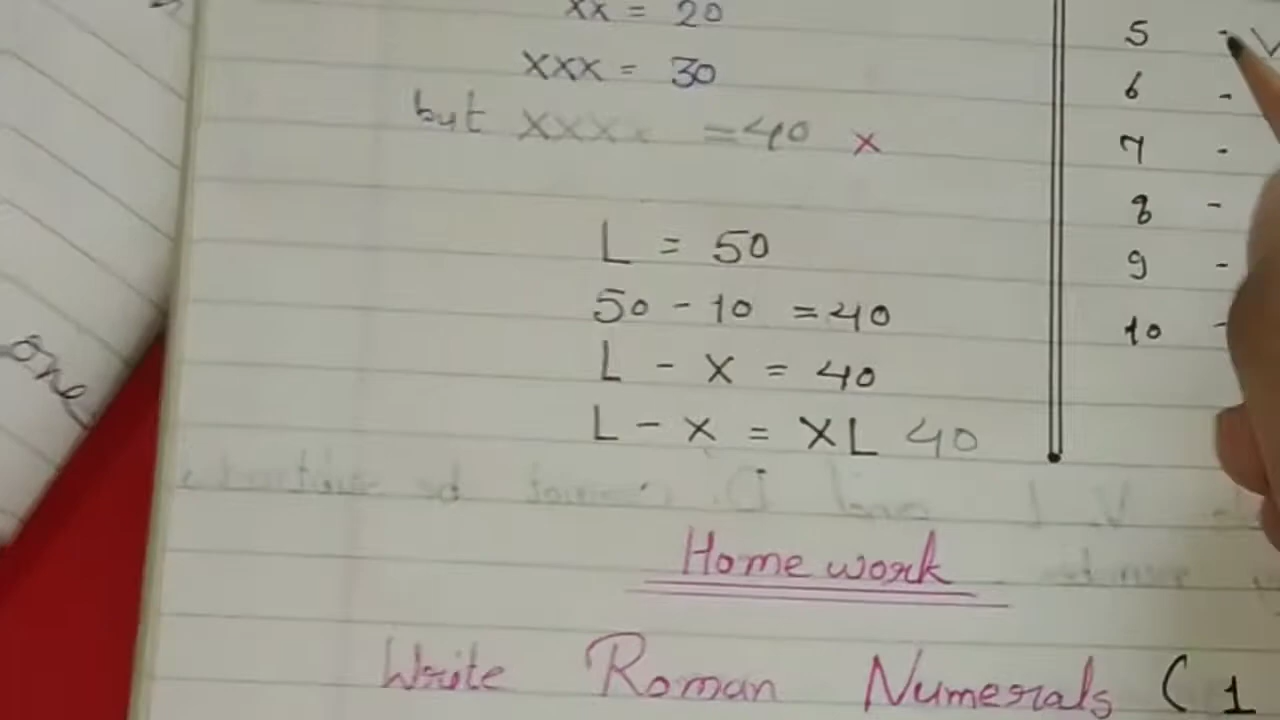 xx = 20
xxx = 30
but xxxx = 40 x
L = 50
50 - 10 = 40
L - X = 40
L - X = XL 40
Home work
Write Roman Numerals ( 1
5 - V
6 -
7 -
8 -
9 -
10 -
one